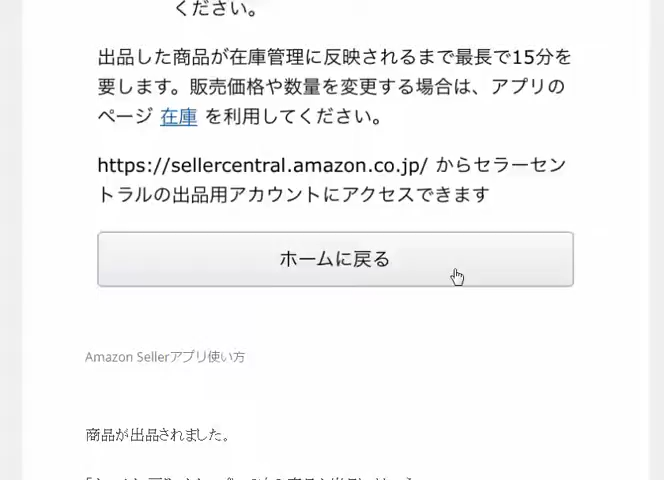 ください。
出品した商品が在庫管理に反映されるまで最長で15分を
要します。販売価格や数量を変更する場合は、アプリの
ページ 在庫 を利用してください。
https://sellercentral.amazon.co.jp/ からセラーセン
トラルの出品用アカウントにアクセスできます
ホームに戻る
Amazon Sellerアプリ使い方
商品が出品されました。